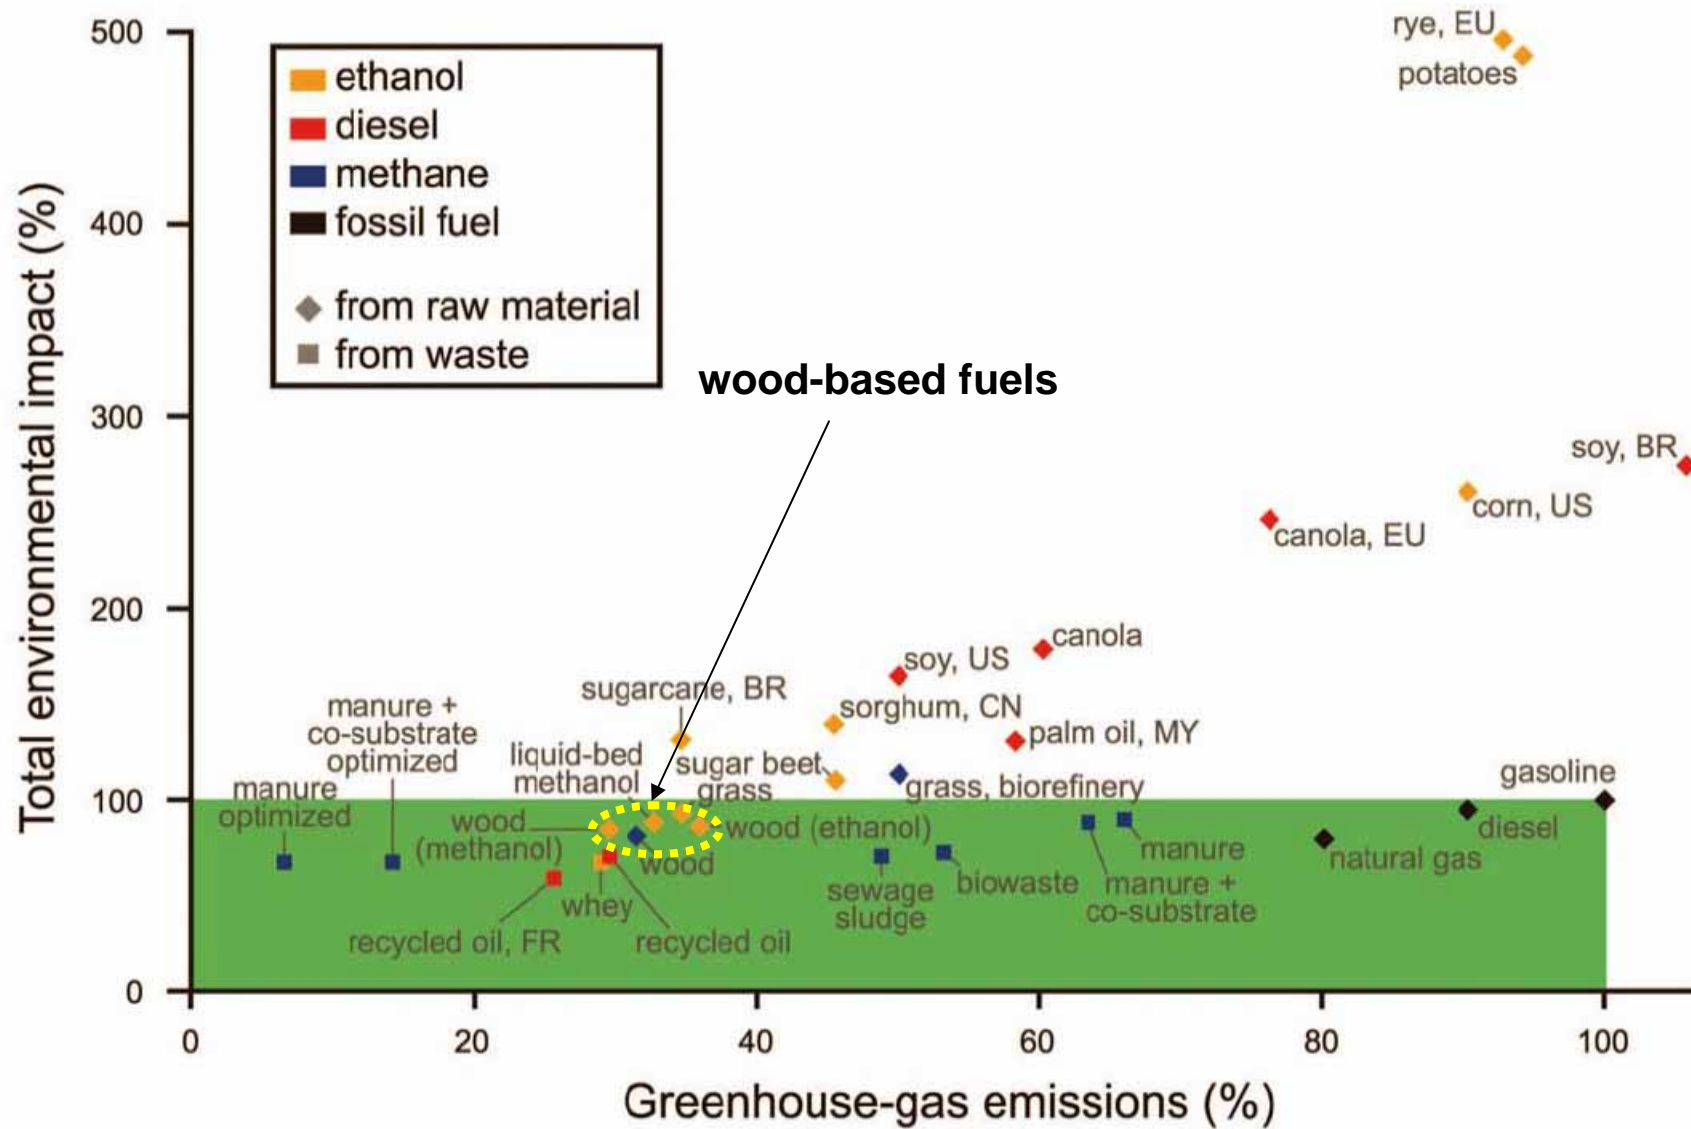 500
400
300
200
100
0
Total environmental impact (%)
ethanol
diesel
methane
fossil fuel
from raw material
from waste
wood-based fuels
rye, EU
potatoes
soy, BR
corn, US
canola, EU
canola
soy, US
sugarcane, BR
sorghum, CN
palm oil, MY
manure +
co-substrate
optimized
liquid-bed
methanol
sugar beet
grass
grass, biorefinery
gasoline
manure
optimized
wood
(methanol)
wood (ethanol)
wood
diesel
natural gas
manure
manure +
co-substrate
biowaste
sewage
sludge
whey
recycled oil, FR
recycled oil
0
20
40
60
80
100
Greenhouse-gas emissions (%)